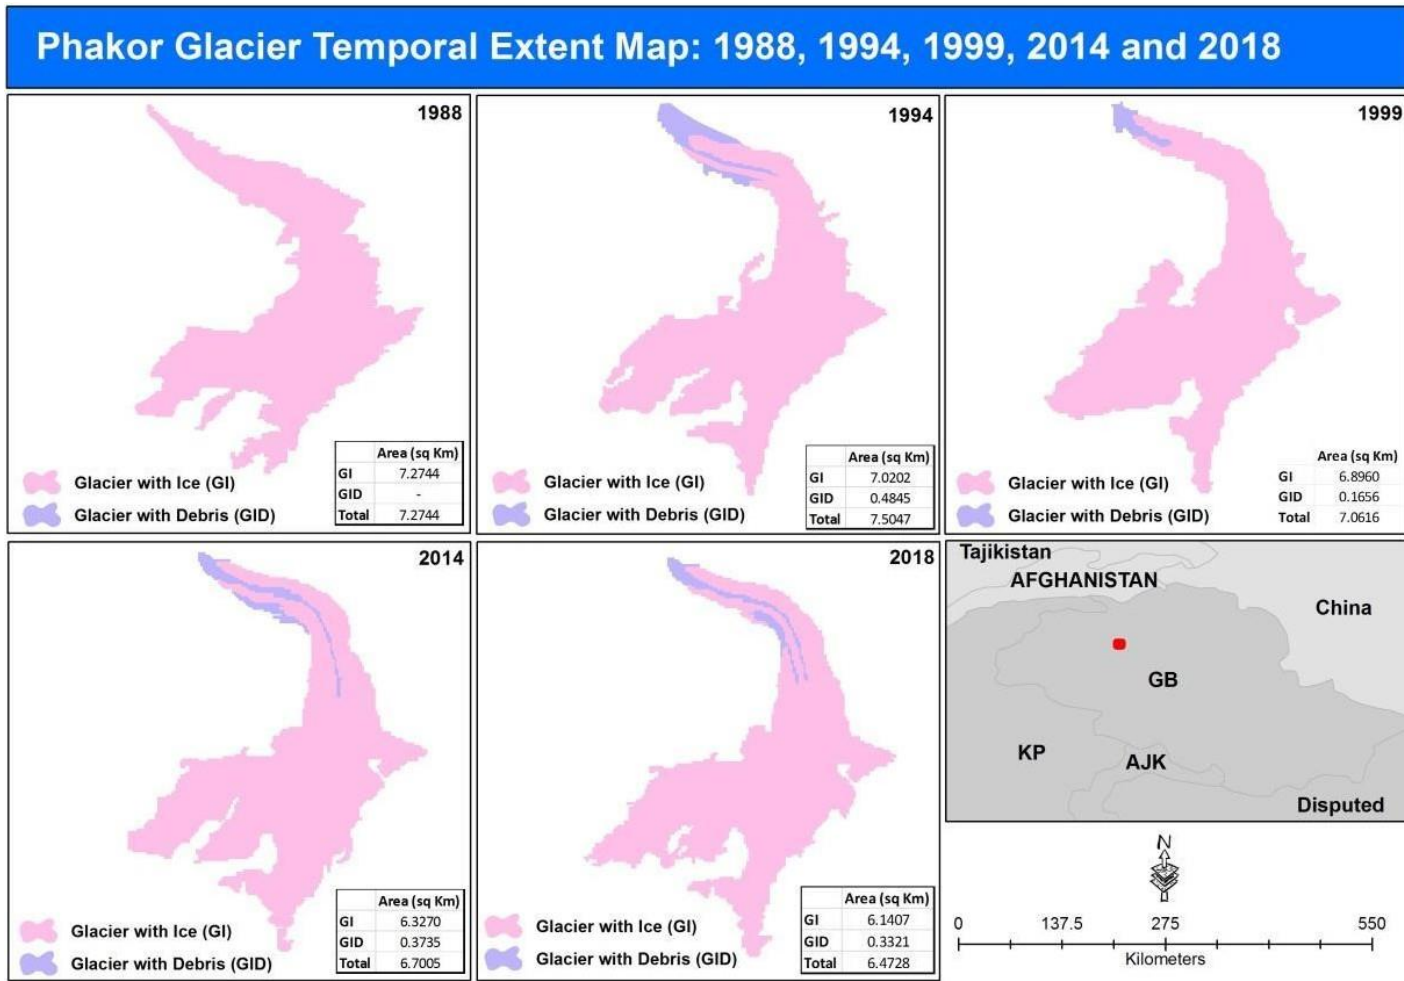 Phakor Glacier Temporal Extent Map: 1988, 1994, 1999, 2014 and 2018
1988
Area (sq Km)
GI 7.2744
GID -
Total 7.2744
Glacier with Ice (GI)
Glacier with Debris (GID)
1994
Area (sq Km)
GI 7.0202
GID 0.4845
Total 7.5047
Glacier with Ice (GI)
Glacier with Debris (GID)
1999
Area (sq Km)
GI 6.8960
GID 0.1656
Total 7.0616
Glacier with Ice (GI)
Glacier with Debris (GID)
2014
Area (sq Km)
GI 6.3270
GID 0.3735
Total 6.7005
Glacier with Ice (GI)
Glacier with Debris (GID)
2018
Area (sq Km)
GI 6.1407
GID 0.3321
Total 6.4728
Glacier with Ice (GI)
Glacier with Debris (GID)
Tajikistan
AFGHANISTAN
China
GB
KP
AJK
Disputed
N
0 137.5 275 550
Kilometers